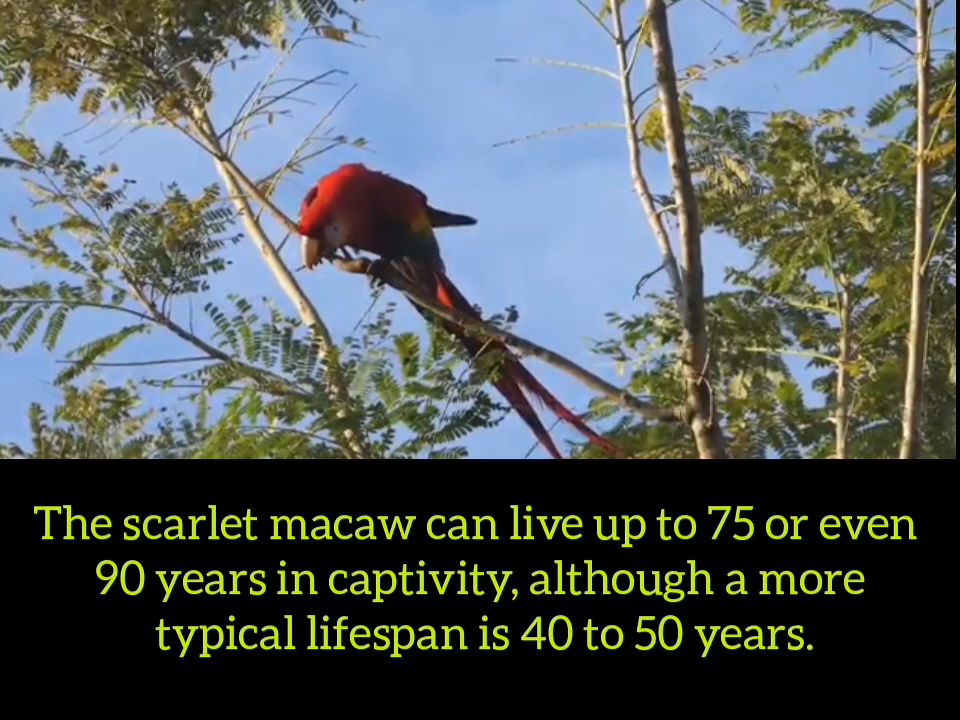 The scarlet macaw can live up to 75 or even
90 years in captivity, although a more
typical lifespan is 40 to 50 years.